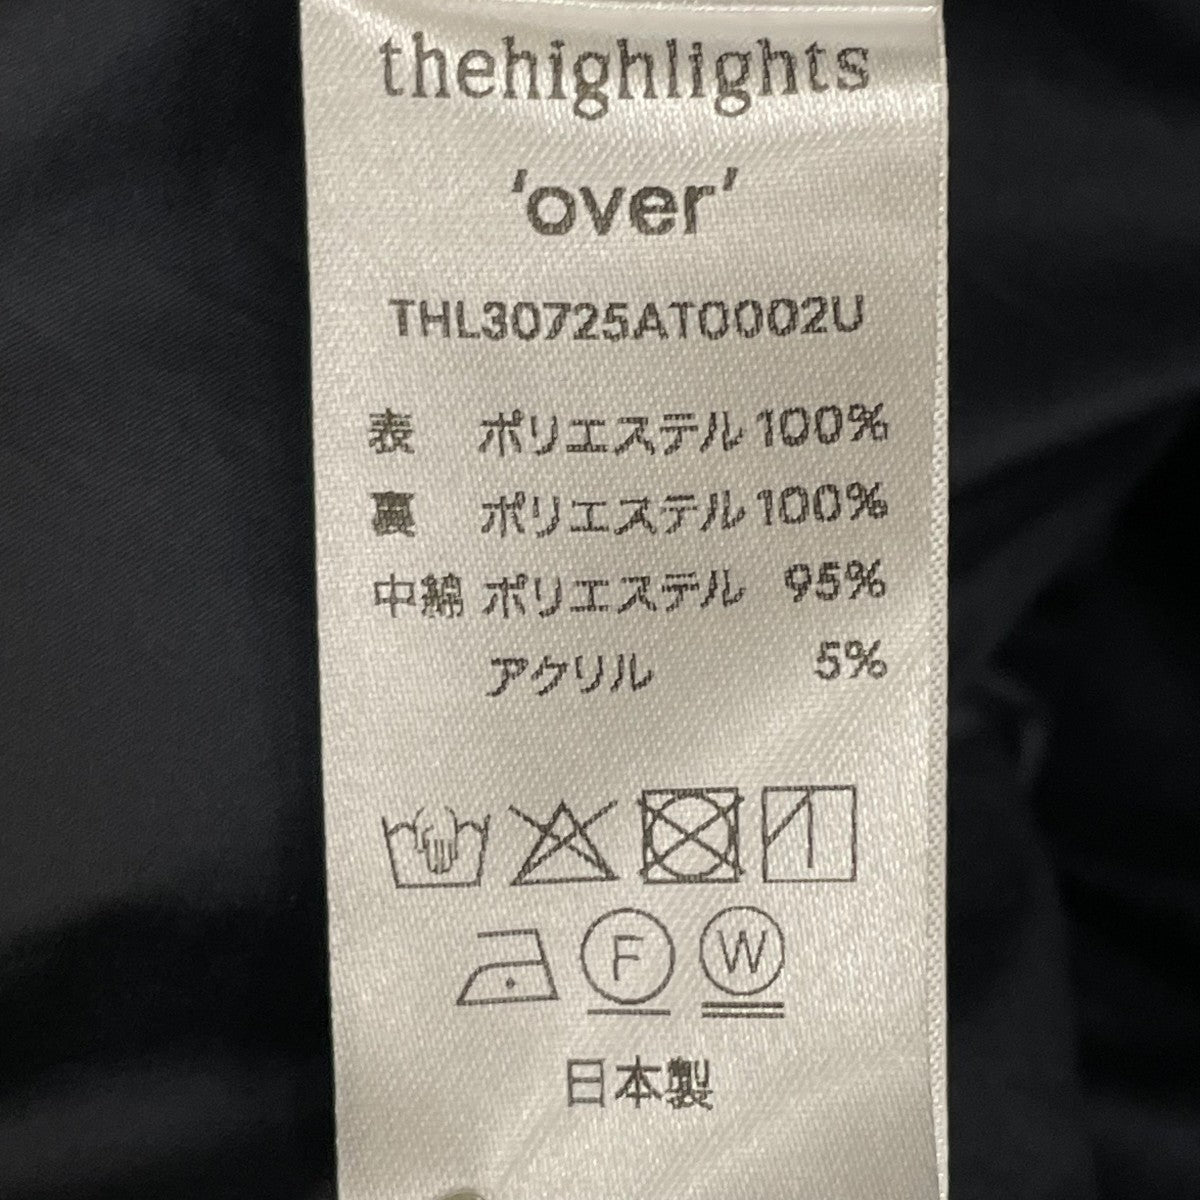 thehighlights
'over'
THL30725AT0002U
表 ポリエステル 100%
裏 ポリエステル 100%
中綿 ポリエステル 95%
アクリル 5%
F W
日本製